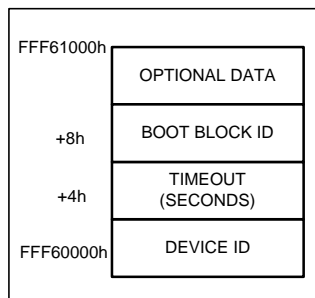 FFF61000h
OPTIONAL DATA
BOOT BLOCK ID
+8h
TIMEOUT
(SECONDS)
+4h
DEVICE ID
FFF60000h